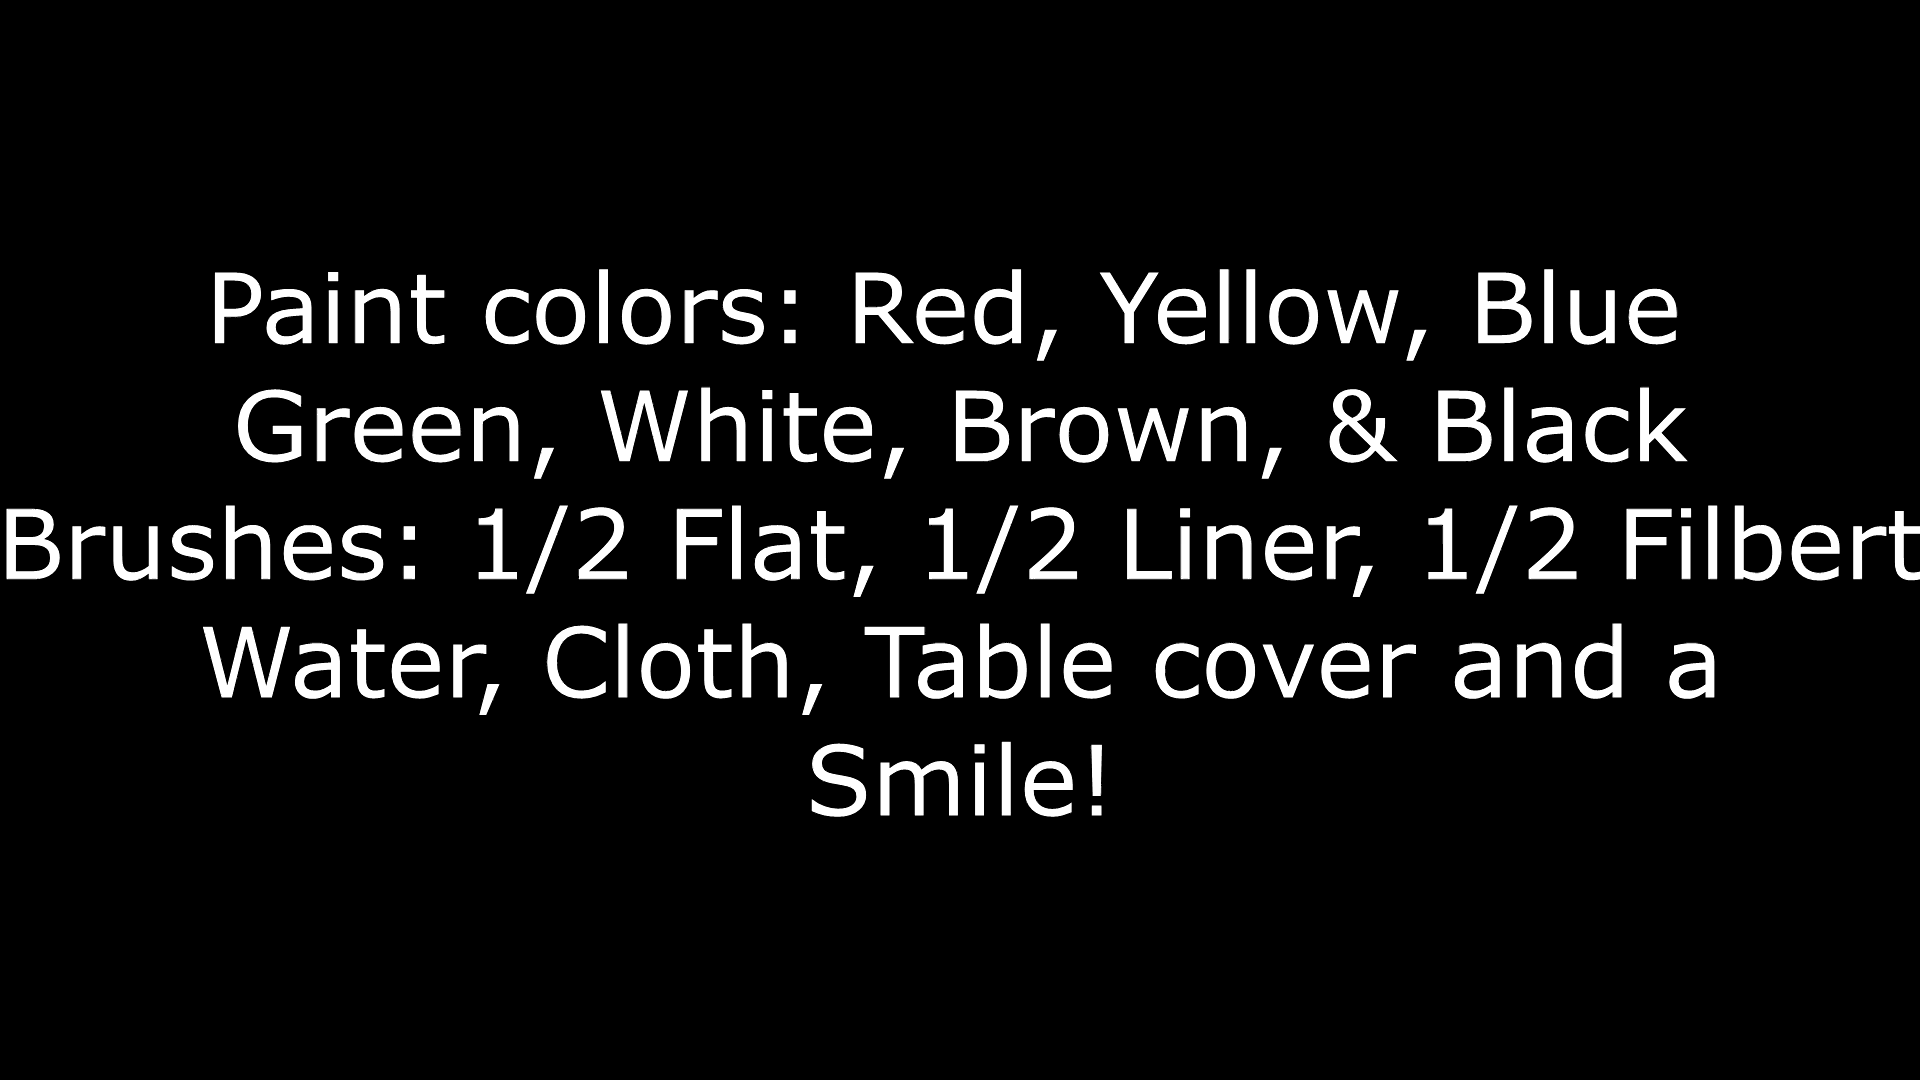 Paint colors: Red, Yellow, Blue
Green, White, Brown, & Black
Brushes: 1/2 Flat, 1/2 Liner, 1/2 Filbert
Water, Cloth, Table cover and a
Smile!